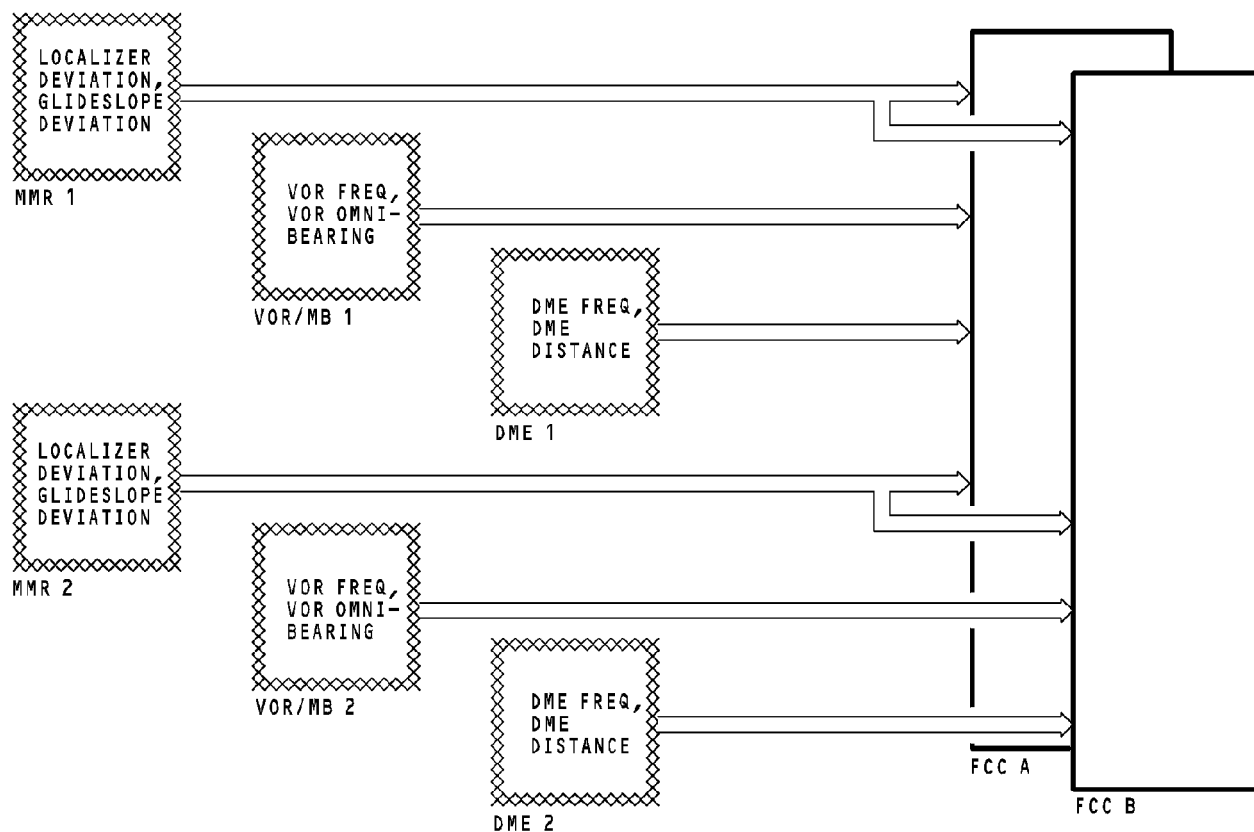 LOCALIZER
DEVIATION,
GLIDESLOPE
DEVIATION
MMR 1
VOR FREQ,
VOR OMNI-
BEARING
VOR/MB 1
DME FREQ,
DME
DISTANCE
DME 1
LOCALIZER
DEVIATION,
GLIDESLOPE
DEVIATION
MMR 2
VOR FREQ,
VOR OMNI-
BEARING
VOR/MB 2
DME FREQ,
DME
DISTANCE
DME 2
FCC A
FCC B